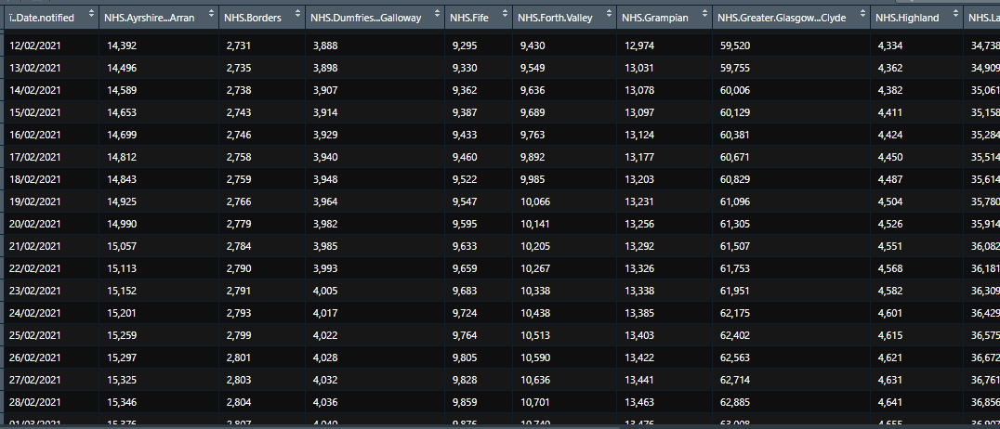 ï..Date.notified NHS.Ayrshire...Arran NHS.Borders NHS.Dumfries...Galloway NHS.Fife NHS.Forth.Valley NHS.Grampian NHS.Greater.Glasgow...Clyde NHS.Highland NHS.La
12/02/2021 14,392 2,731 3,888 9,295 9,430 12,974 59,520 4,334 34,738
13/02/2021 14,496 2,735 3,898 9,330 9,549 13,031 59,755 4,362 34,909
14/02/2021 14,589 2,738 3,907 9,362 9,636 13,078 60,006 4,382 35,061
15/02/2021 14,653 2,743 3,914 9,387 9,689 13,097 60,129 4,411 35,158
16/02/2021 14,699 2,746 3,929 9,433 9,763 13,124 60,381 4,424 35,284
17/02/2021 14,812 2,758 3,940 9,460 9,892 13,177 60,671 4,450 35,514
18/02/2021 14,843 2,759 3,948 9,522 9,985 13,203 60,829 4,487 35,614
19/02/2021 14,925 2,766 3,964 9,547 10,066 13,231 61,096 4,504 35,780
20/02/2021 14,990 2,779 3,982 9,595 10,141 13,256 61,305 4,526 35,914
21/02/2021 15,057 2,784 3,985 9,633 10,205 13,292 61,507 4,551 36,082
22/02/2021 15,113 2,790 3,993 9,659 10,267 13,326 61,753 4,568 36,181
23/02/2021 15,152 2,791 4,005 9,683 10,338 13,338 61,951 4,582 36,309
24/02/2021 15,201 2,793 4,017 9,724 10,438 13,385 62,175 4,601 36,429
25/02/2021 15,259 2,799 4,022 9,764 10,513 13,403 62,402 4,615 36,575
26/02/2021 15,297 2,801 4,028 9,805 10,590 13,422 62,563 4,621 36,672
27/02/2021 15,325 2,803 4,032 9,828 10,636 13,441 62,714 4,631 36,761
28/02/2021 15,346 2,804 4,036 9,859 10,701 13,463 62,885 4,641 36,856
01/03/2021 15,376 2,807 4,040 9,876 10,740 13,476 63,008 4,655 36,907